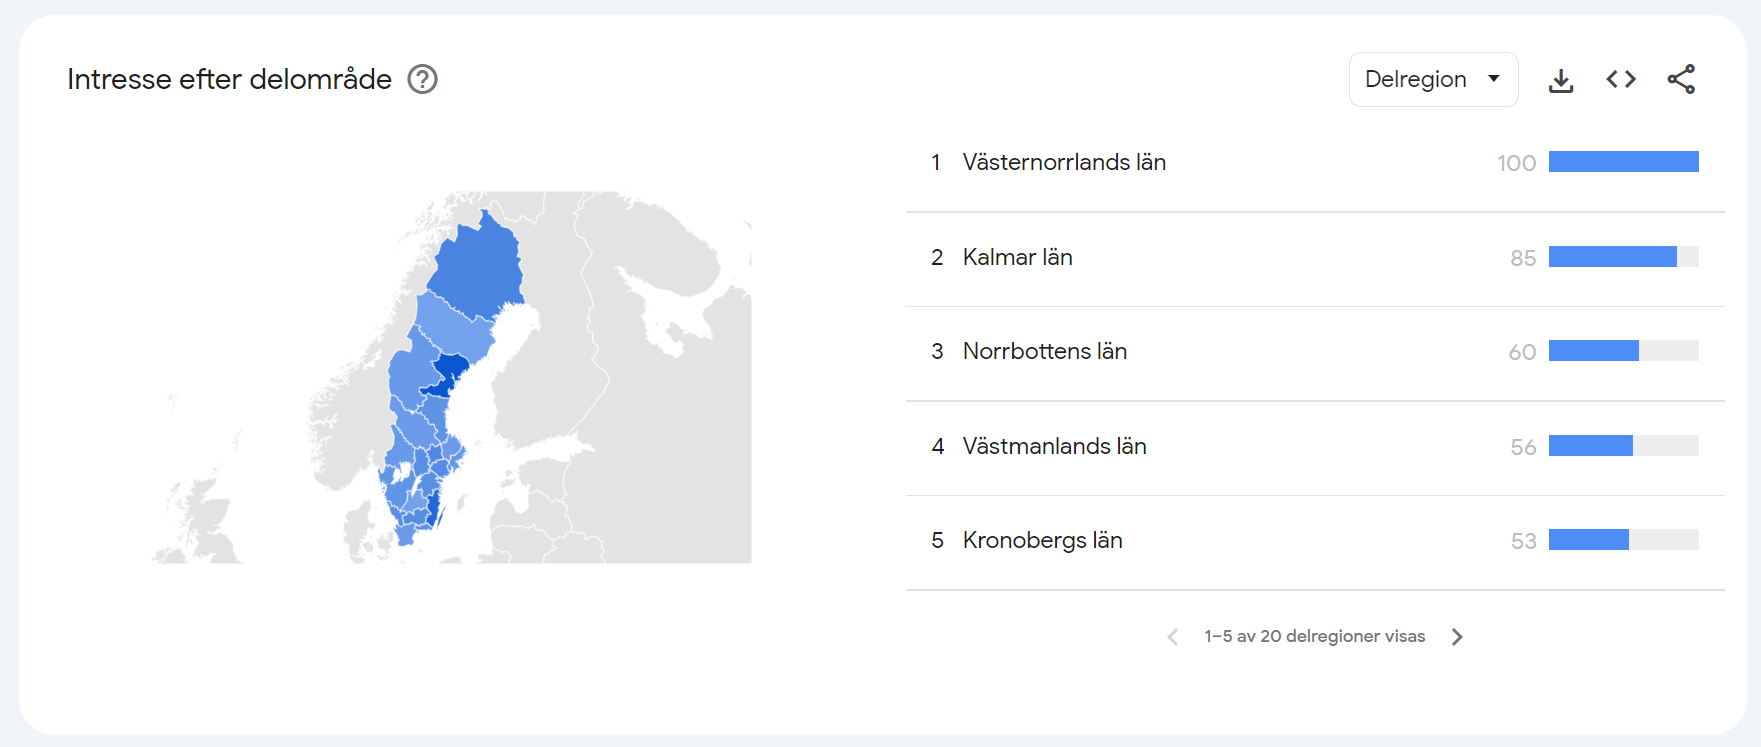 Intresse efter delområde
Delregion
1 Västernorrlands län 100
2 Kalmar län 85
3 Norrbottens län 60
4 Västmanlands län 56
5 Kronobergs län 53
1–5 av 20 delregioner visas